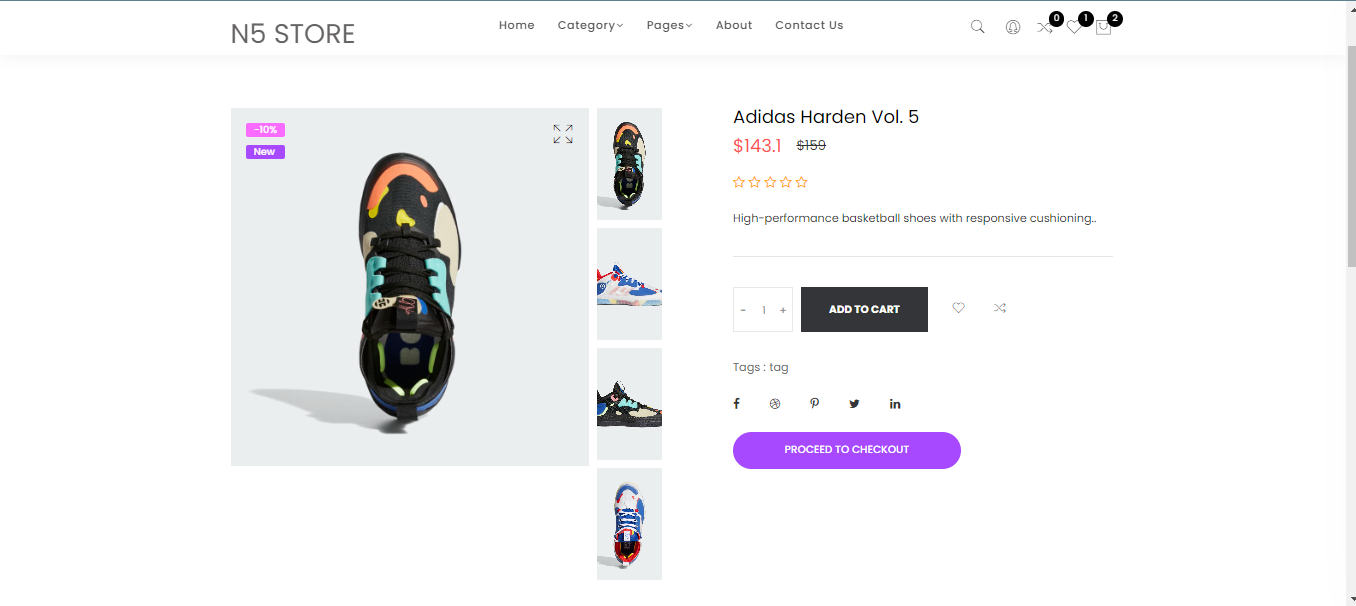 N5 STORE
Home Category Pages About Contact Us
0 1 2
-10%
New
Adidas Harden Vol. 5
$143.1 $159
High-performance basketball shoes with responsive cushioning..
- 1 + ADD TO CART
Tags : tag
PROCEED TO CHECKOUT